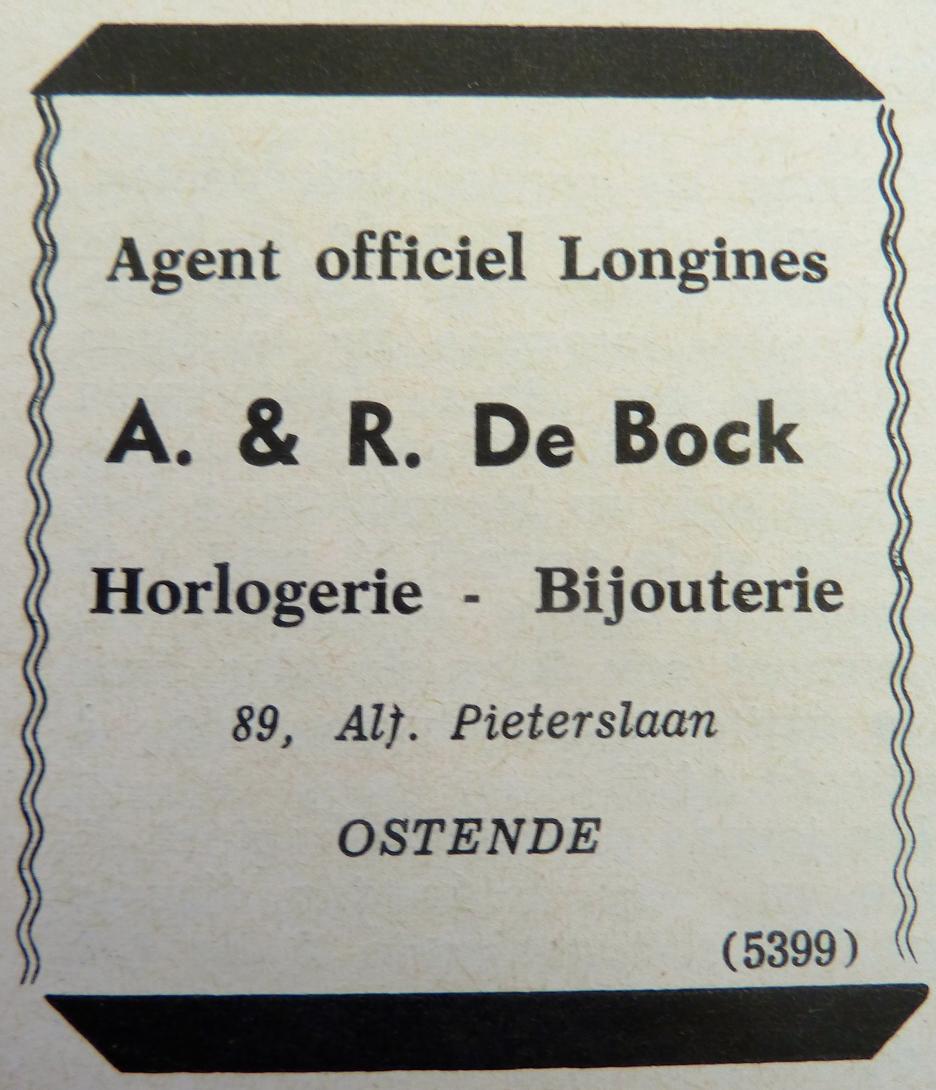 Agent officiel Longines
A. & R. De Bock
Horlogerie - Bijouterie
89, Alf. Pieterslaan
OSTENDE
(5399)